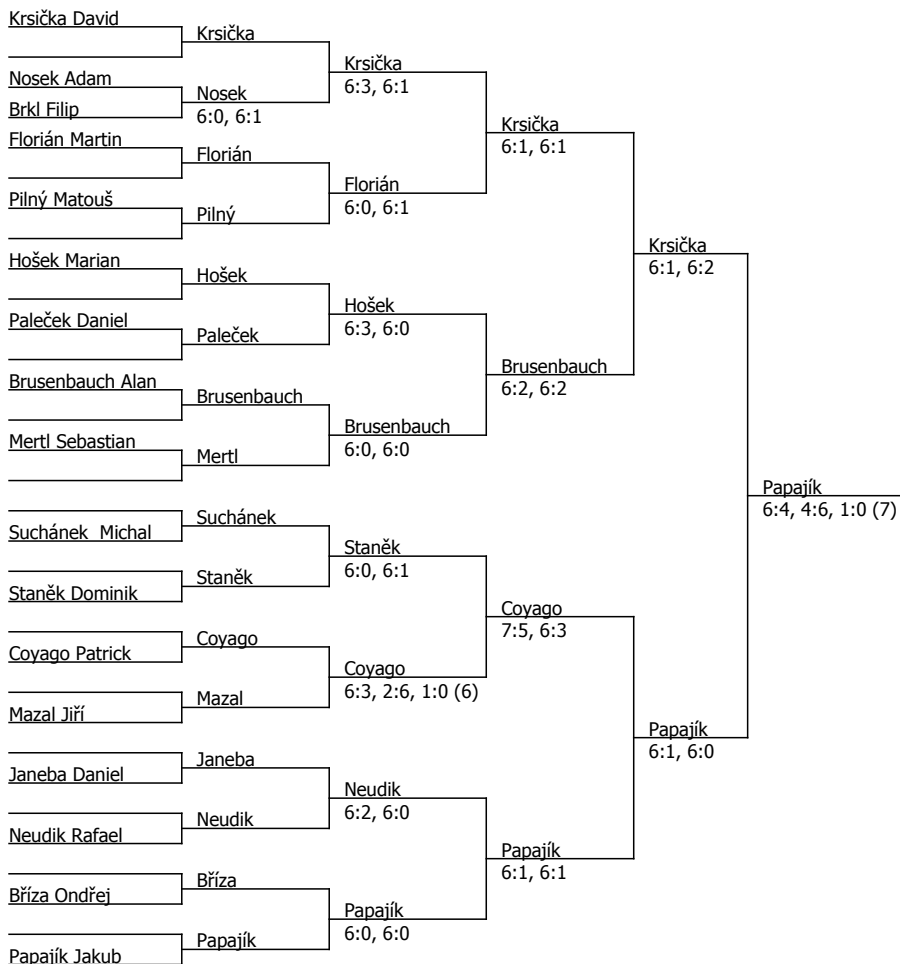 Krsička David
Krsička
Krsička
6:3, 6:1
Nosek Adam
Nosek
6:0, 6:1
Brkl Filip
Krsička
6:1, 6:1
Florián Martin
Florián
Florián
6:0, 6:1
Pilný Matouš
Pilný
Krsička
6:1, 6:2
Hošek Marian
Hošek
Hošek
6:3, 6:0
Paleček Daniel
Paleček
Brusenbauch
6:2, 6:2
Brusenbauch Alan
Brusenbauch
Brusenbauch
6:0, 6:0
Mertl Sebastian
Mertl
Papajík
6:4, 4:6, 1:0 (7)
Suchánek
Suchánek  Michal
Staněk
6:0, 6:1
Staněk
Staněk Dominik
Coyago
7:5, 6:3
Coyago
Coyago Patrick
Coyago
6:3, 2:6, 1:0 (6)
Mazal
Mazal Jiří
Papajík
6:1, 6:0
Janeba
Janeba Daniel
Neudik
6:2, 6:0
Neudik
Neudik Rafael
Papajík
6:1, 6:1
Bříza
Bříza Ondřej
Papajík
6:0, 6:0
Papajík
Papajík Jakub